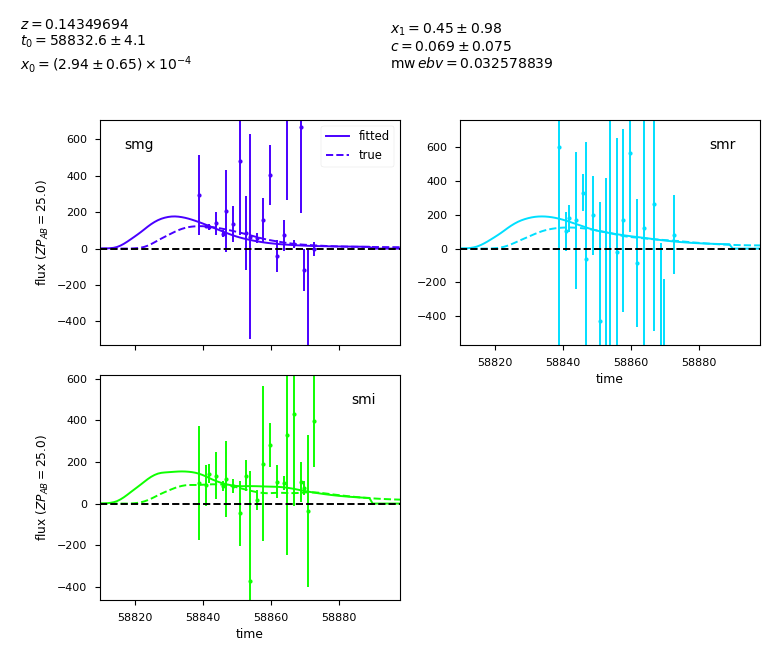 z = 0.14349694
t₀ = 58832.6 ± 4.1
x₀ = (2.94 ± 0.65) × 10⁻⁴
x₁ = 0.45 ± 0.98
c = 0.069 ± 0.075
mw ebv = 0.032578839
smg
fitted
true
600
400
200
0
−200
−400
flux (ZP_AB = 25.0)
smr
600
400
200
0
−200
−400
58820
58840
58860
58880
time
smi
600
400
200
0
−200
−400
flux (ZP_AB = 25.0)
58820
58840
58860
58880
time